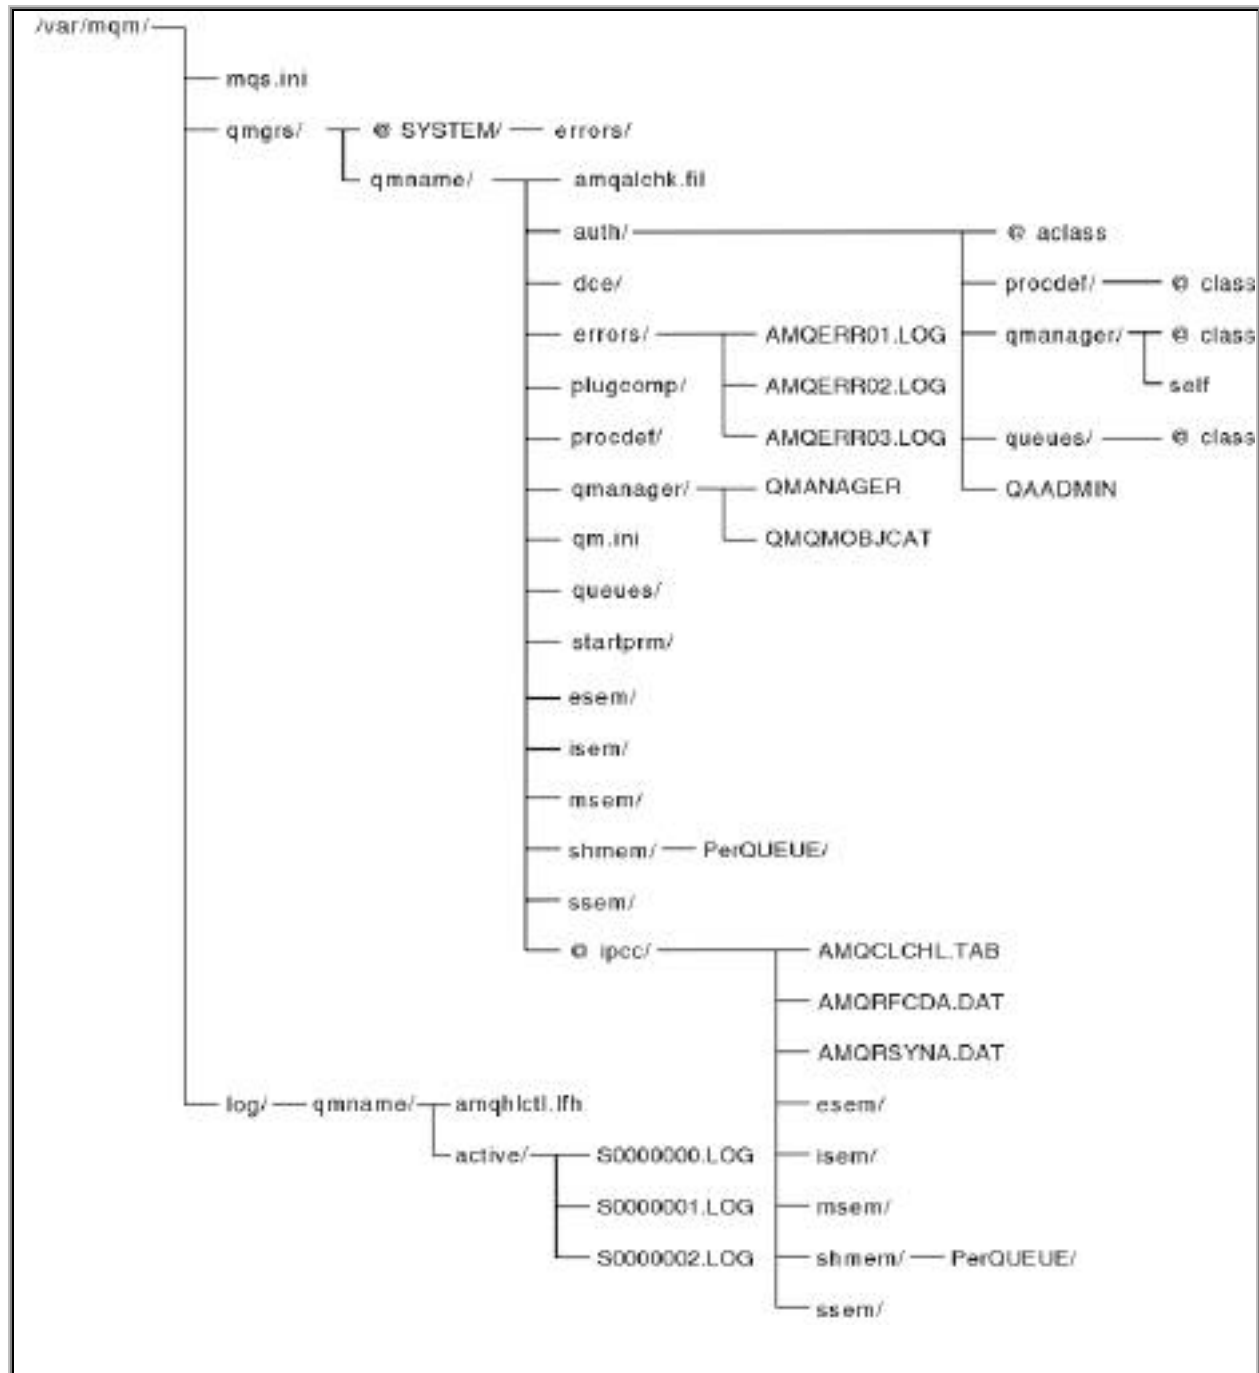 /var/mqm/
mqs.ini
qmgrs/ @ SYSTEM/ errors/
qmname/ amqalchk.fil
auth/ @ aclass
dce/ procdef/ @ class
errors/ AMQERR01.LOG qmanager/ @ class
plugcomp/ AMQERR02.LOG self
procdef/ AMQERR03.LOG queues/ @ class
qmanager/ QMANAGER QAADMIN
qm.ini QMQMOBJCAT
queues/
startprm/
esem/
isem/
msem/
shmem/ PerQUEUE/
ssem/
@ ipcc/ AMQCLCHL.TAB
AMQRFCDA.DAT
AMQRSYNA.DAT
log/ qmname/ amqhlctl.lfh esem/
active/ S0000000.LOG isem/
S0000001.LOG msem/
S0000002.LOG shmem/ PerQUEUE/
ssem/